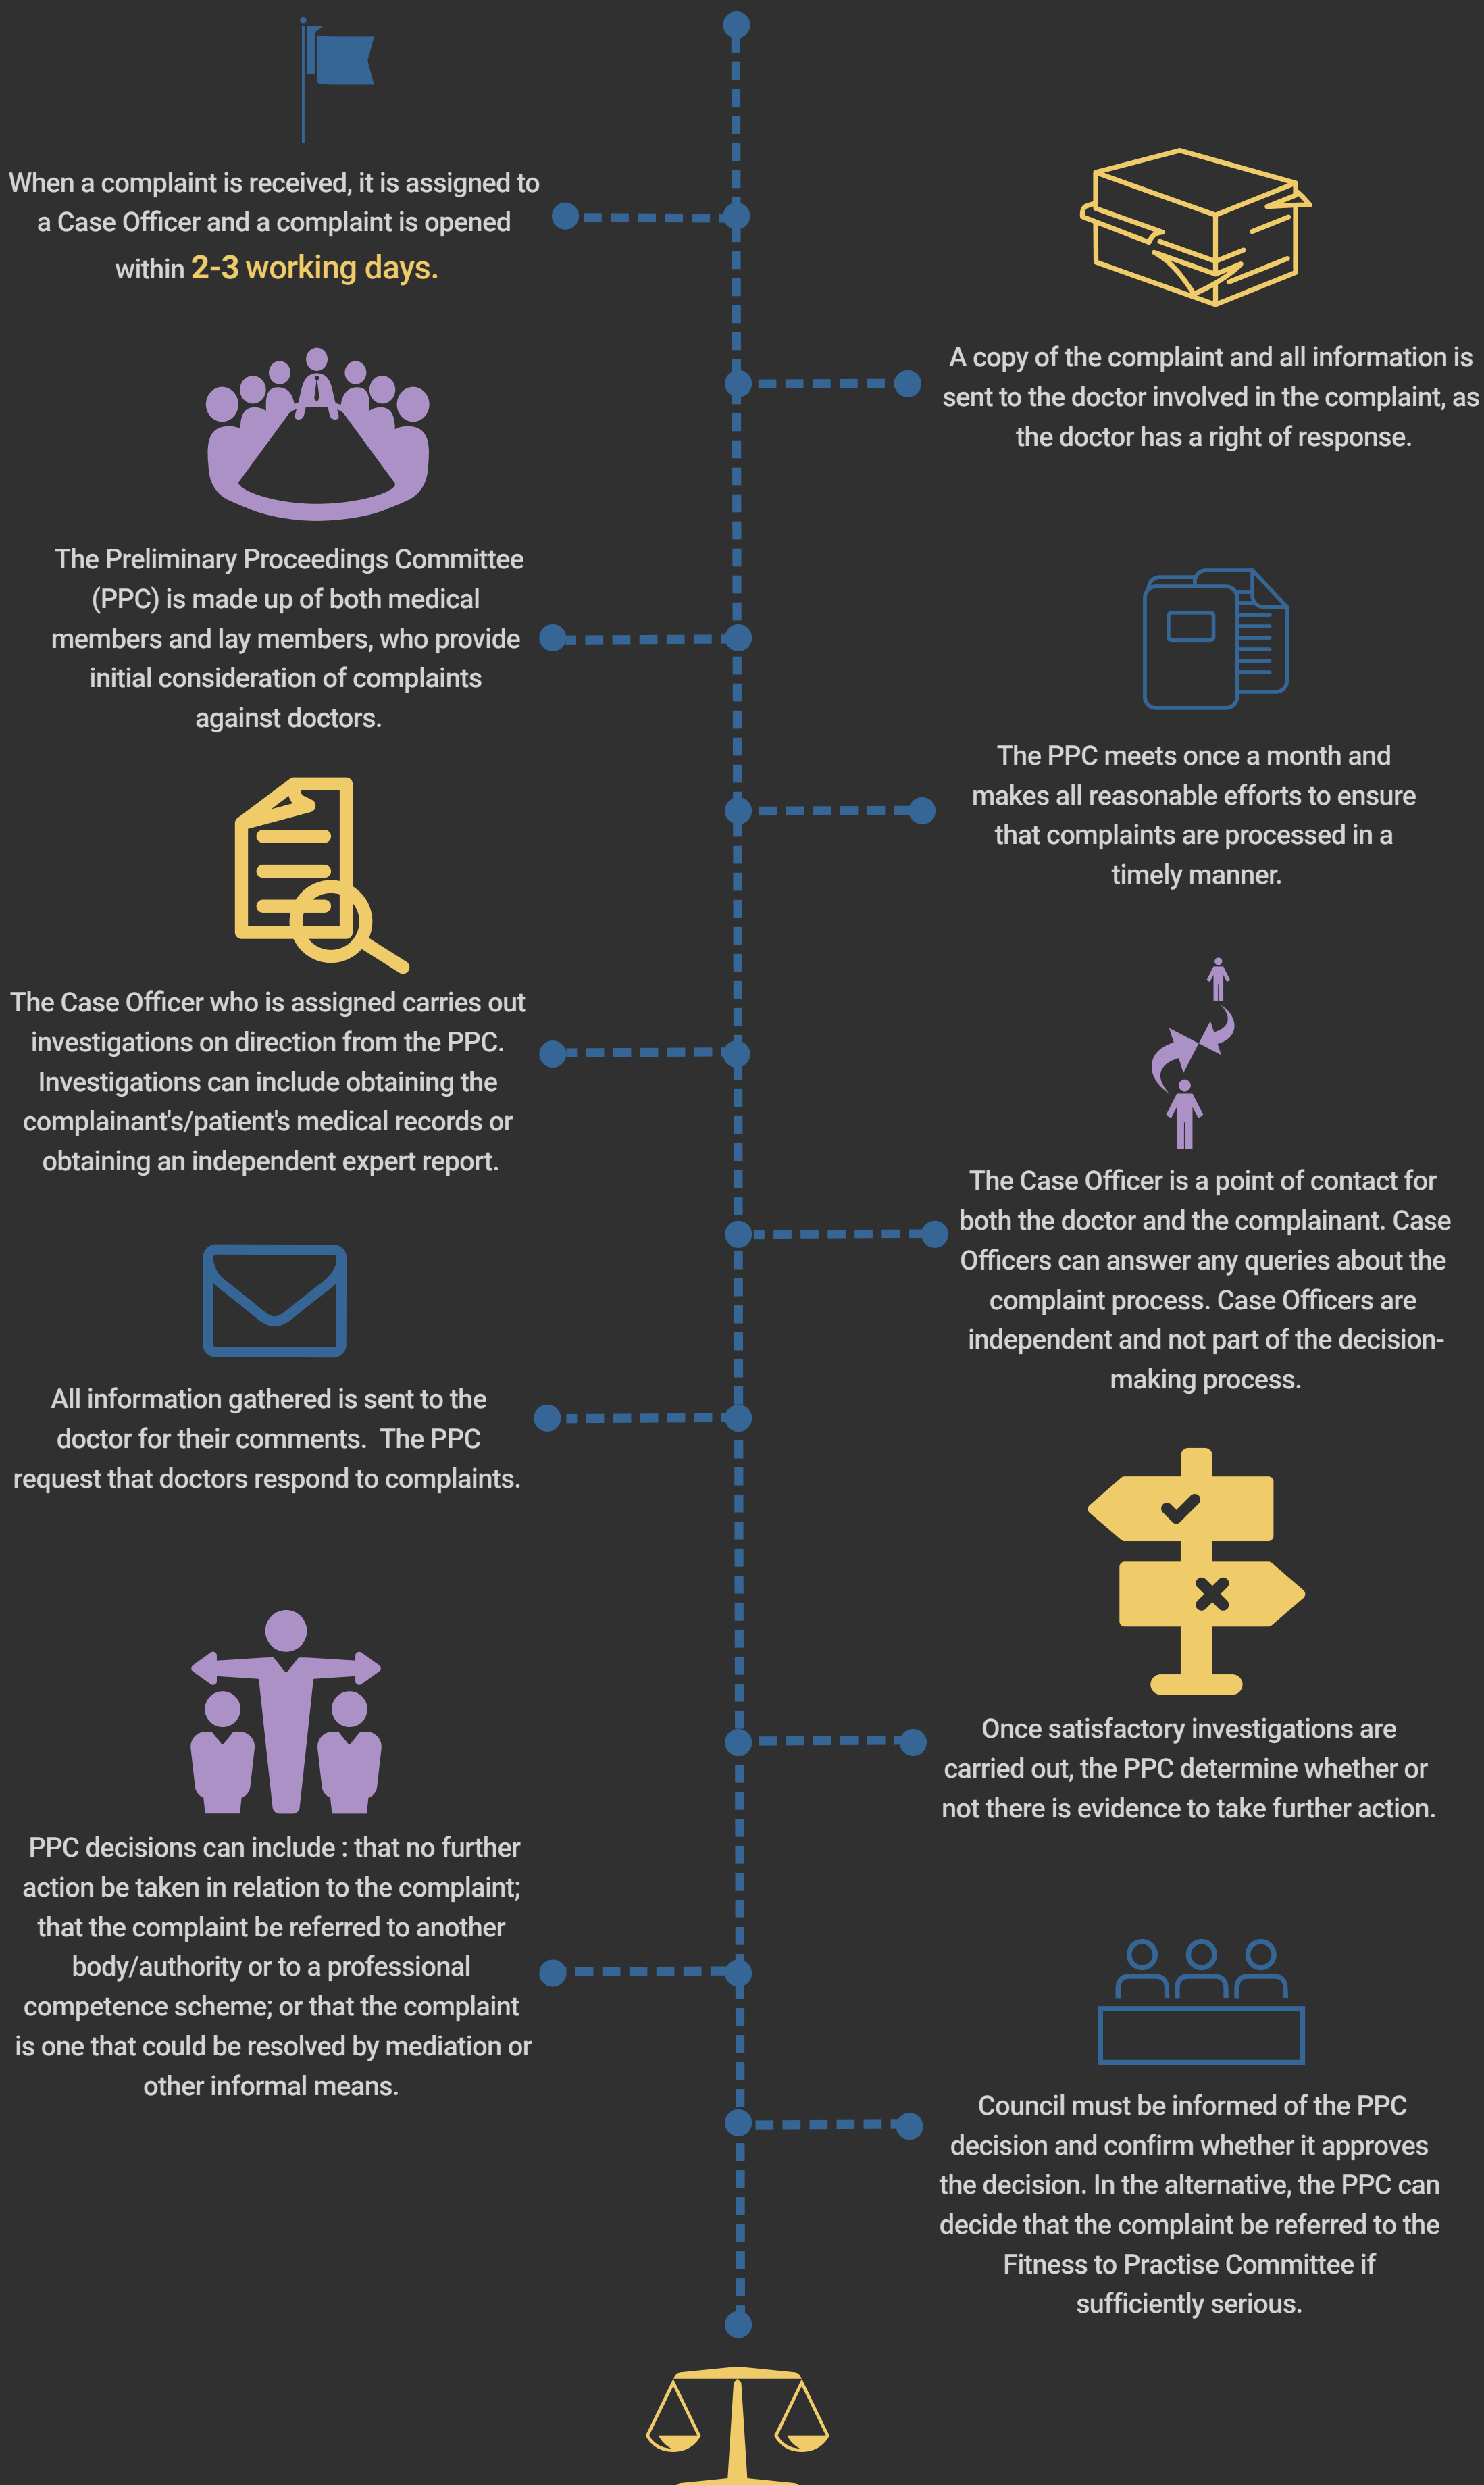 When a complaint is received, it is assigned to
a Case Officer and a complaint is opened
within 2-3 working days.
A copy of the complaint and all information is
sent to the doctor involved in the complaint, as
the doctor has a right of response.
The Preliminary Proceedings Committee
(PPC) is made up of both medical
members and lay members, who provide
initial consideration of complaints
against doctors.
The PPC meets once a month and
makes all reasonable efforts to ensure
that complaints are processed in a
timely manner.
The Case Officer who is assigned carries out
investigations on direction from the PPC.
Investigations can include obtaining the
complainant's/patient's medical records or
obtaining an independent expert report.
The Case Officer is a point of contact for
both the doctor and the complainant. Case
Officers can answer any queries about the
complaint process. Case Officers are
independent and not part of the decision-
making process.
All information gathered is sent to the
doctor for their comments.  The PPC
request that doctors respond to complaints.
Once satisfactory investigations are
carried out, the PPC determine whether or
not there is evidence to take further action.
PPC decisions can include : that no further
action be taken in relation to the complaint;
that the complaint be referred to another
body/authority or to a professional
competence scheme; or that the complaint
is one that could be resolved by mediation or
other informal means.
Council must be informed of the PPC
decision and confirm whether it approves
the decision. In the alternative, the PPC can
decide that the complaint be referred to the
Fitness to Practise Committee if
sufficiently serious.